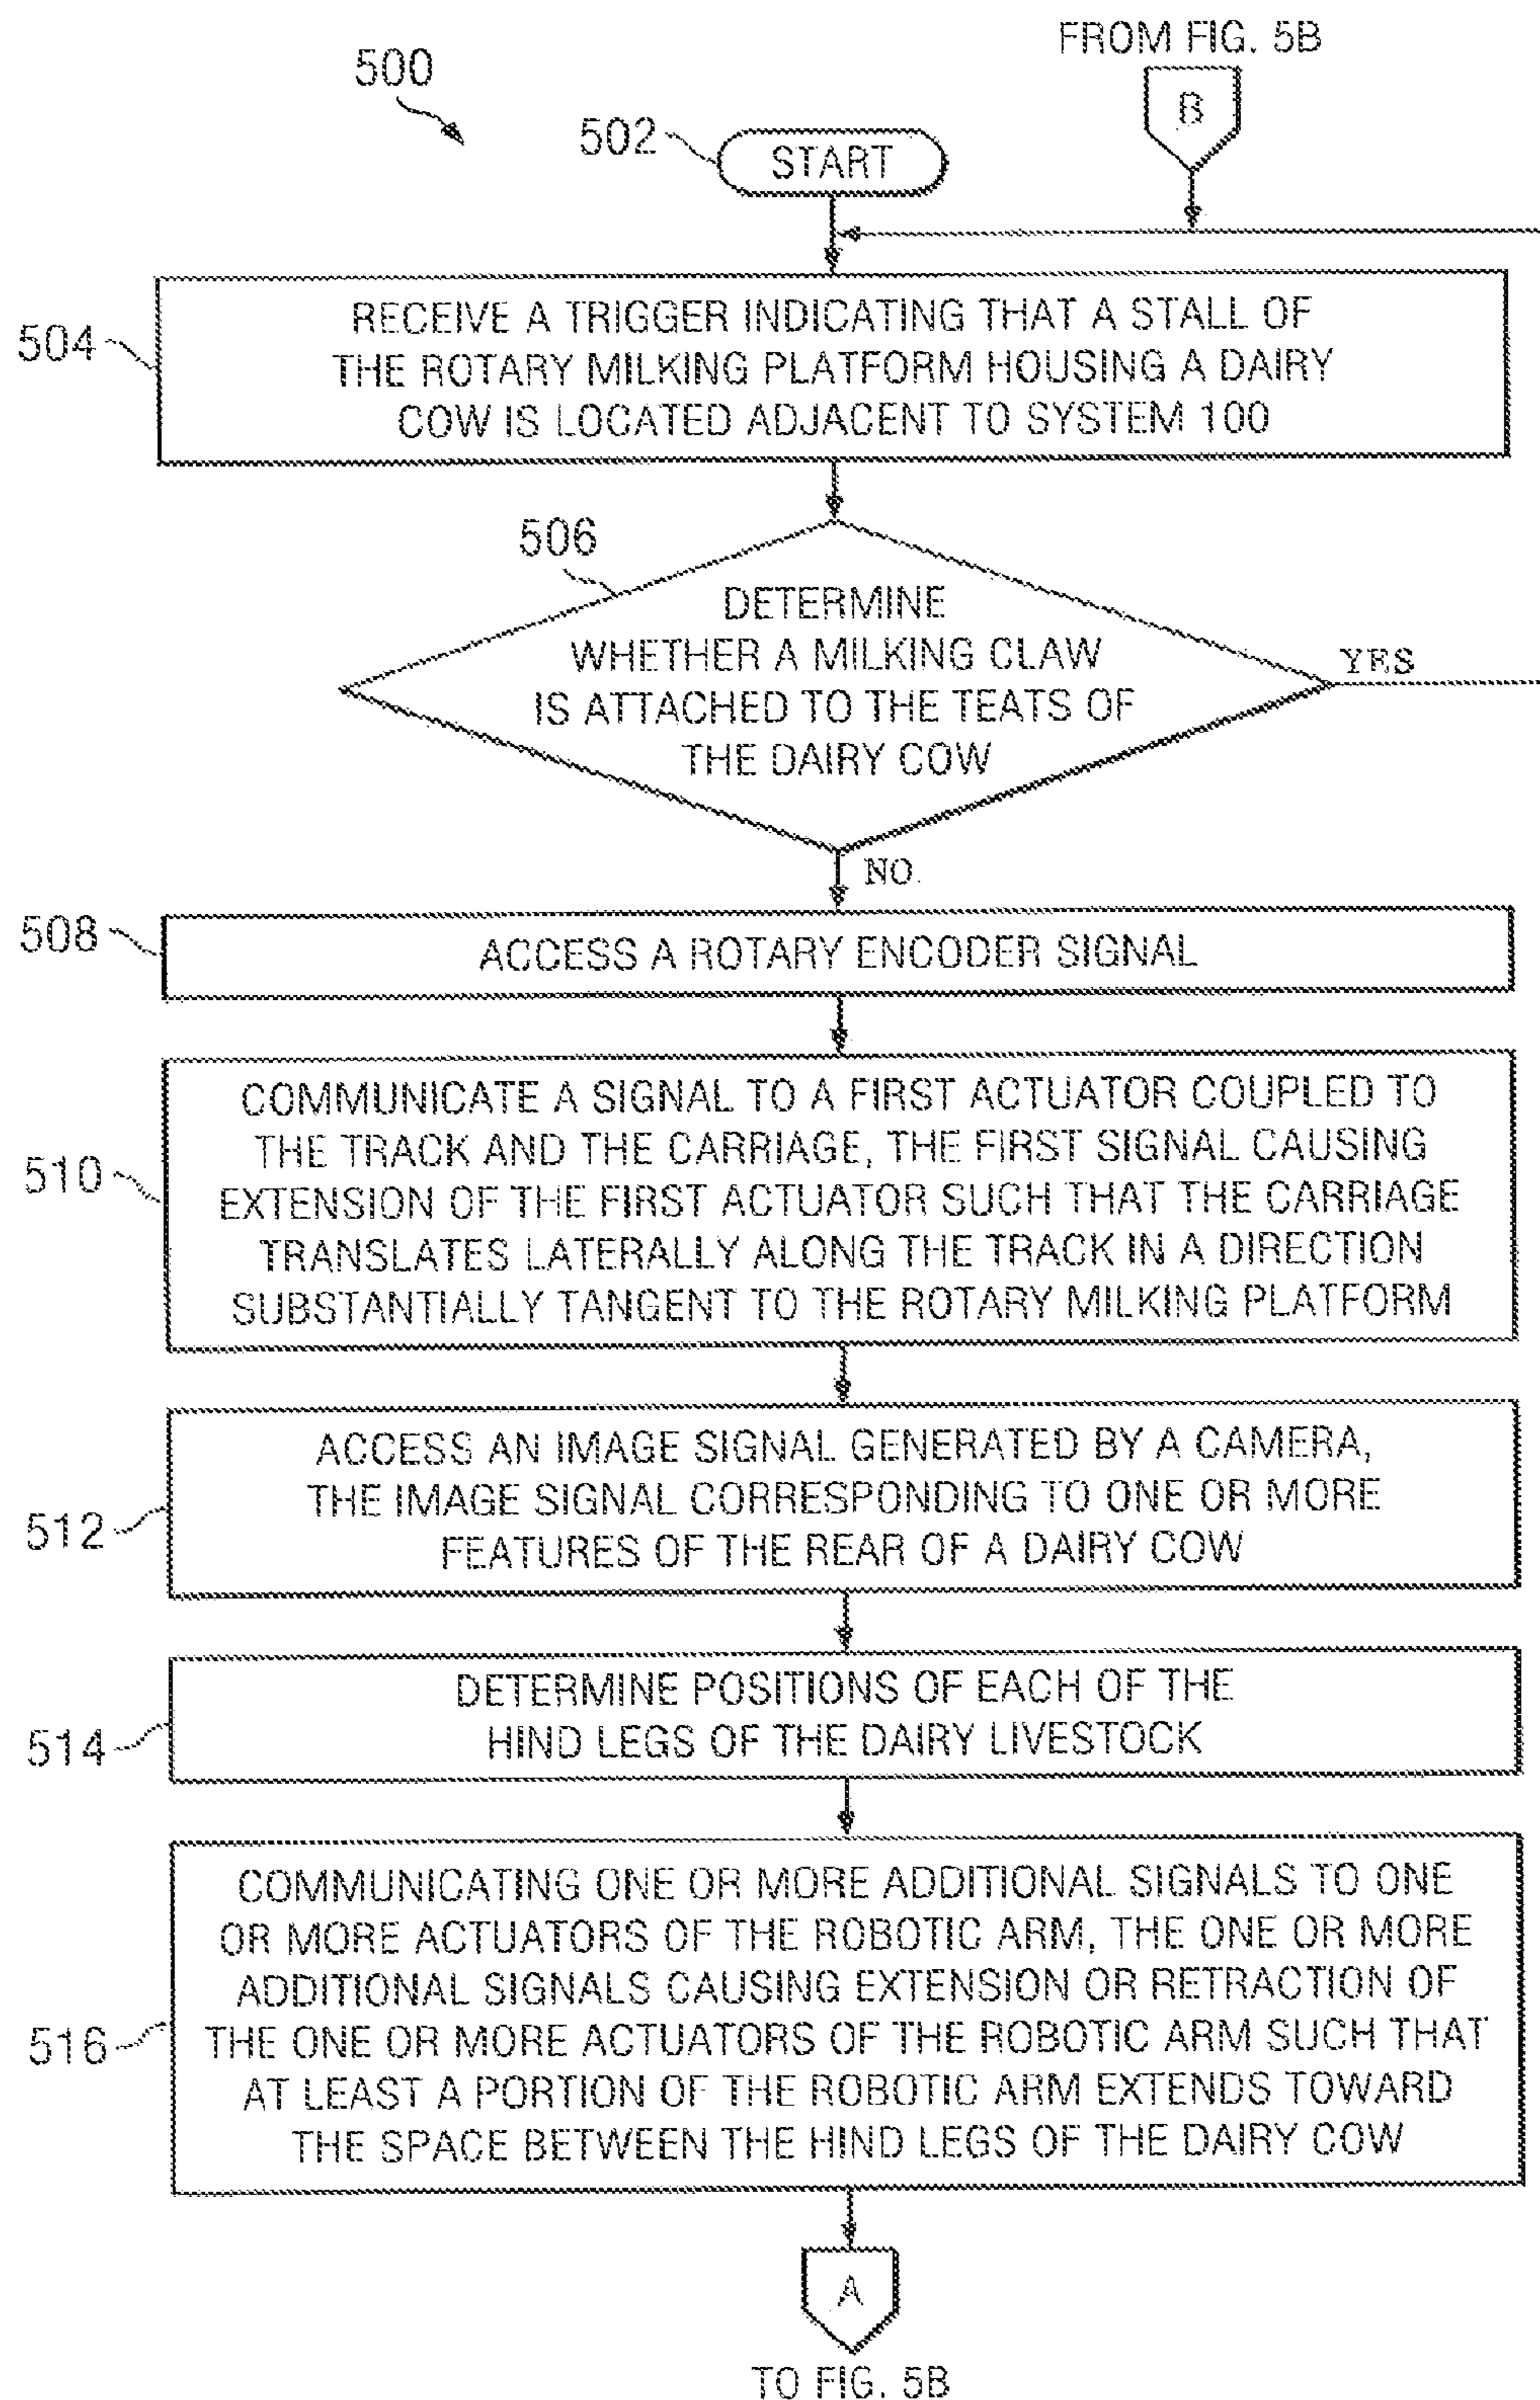 FROM FIG. 5B
500
B
502
START
504
RECEIVE A TRIGGER INDICATING THAT A STALL OF
THE ROTARY MILKING PLATFORM HOUSING A DAIRY
COW IS LOCATED ADJACENT TO SYSTEM 100
506
DETERMINE
WHETHER A MILKING CLAW
IS ATTACHED TO THE TEATS OF
THE DAIRY COW
YES
NO.
508
ACCESS A ROTARY ENCODER SIGNAL
510
COMMUNICATE A SIGNAL TO A FIRST ACTUATOR COUPLED TO
THE TRACK AND THE CARRIAGE, THE FIRST SIGNAL CAUSING
EXTENSION OF THE FIRST ACTUATOR SUCH THAT THE CARRIAGE
TRANSLATES LATERALLY ALONG THE TRACK IN A DIRECTION
SUBSTANTIALLY TANGENT TO THE ROTARY MILKING PLATFORM
512
ACCESS AN IMAGE SIGNAL GENERATED BY A CAMERA,
THE IMAGE SIGNAL CORRESPONDING TO ONE OR MORE
FEATURES OF THE REAR OF A DAIRY COW
514
DETERMINE POSITIONS OF EACH OF THE
HIND LEGS OF THE DAIRY LIVESTOCK
516
COMMUNICATING ONE OR MORE ADDITIONAL SIGNALS TO ONE
OR MORE ACTUATORS OF THE ROBOTIC ARM, THE ONE OR MORE
ADDITIONAL SIGNALS CAUSING EXTENSION OR RETRACTION OF
THE ONE OR MORE ACTUATORS OF THE ROBOTIC ARM SUCH THAT
AT LEAST A PORTION OF THE ROBOTIC ARM EXTENDS TOWARD
THE SPACE BETWEEN THE HIND LEGS OF THE DAIRY COW
A
TO FIG. 5B